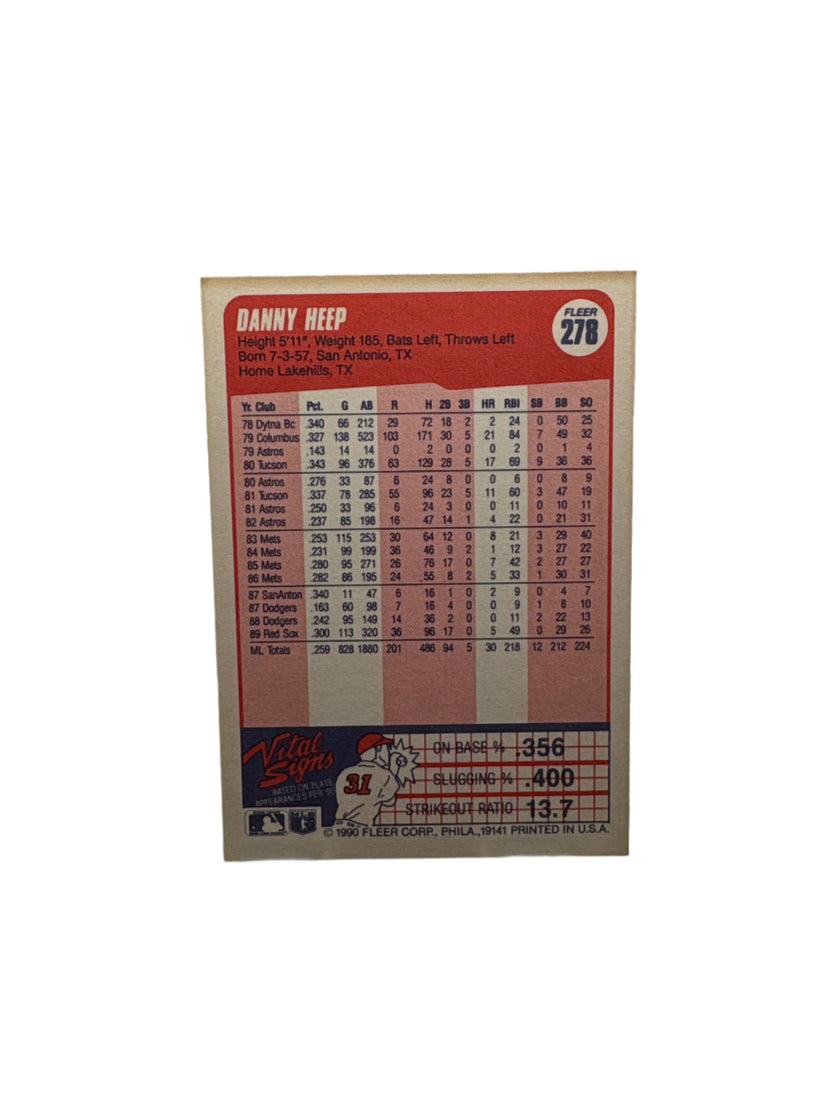 DANNY HEEP
FLEER
278
Height 5'11", Weight 185, Bats Left, Throws Left
Born 7-3-57, San Antonio, TX
Home Lakehills, TX
Yr. Club Pct. G AB R H 2B 3B HR RBI SB BB SO
78 Dytna Bc .340 66 212 29 72 18 2 2 24 0 50 25
79 Columbus .327 138 523 103 171 30 5 21 84 7 49 32
79 Astros .143 14 14 0 2 0 0 0 2 0 1 4
80 Tucson .343 96 376 63 129 28 5 17 69 9 36 36
80 Astros .276 33 87 6 24 8 0 0 6 0 8 9
81 Tucson .337 78 285 55 96 23 5 11 60 3 47 19
81 Astros .250 33 96 6 24 3 0 0 11 0 10 11
82 Astros .237 85 198 16 47 14 1 4 22 0 21 31
83 Mets .253 115 253 30 64 12 0 8 21 3 29 40
84 Mets .231 99 199 36 46 9 2 1 12 3 27 22
85 Mets .280 95 271 26 76 17 0 7 42 2 27 27
86 Mets .282 86 195 24 55 8 2 5 33 1 30 31
87 SanAnton .340 11 47 6 16 1 0 2 9 0 4 7
87 Dodgers .163 60 98 7 16 4 0 0 9 1 8 10
88 Dodgers .242 95 149 14 36 2 0 0 11 2 22 13
89 Red Sox .300 113 320 36 96 17 0 5 49 0 29 26
ML Totals .259 828 1880 201 486 94 5 30 218 12 212 224
Vital
Signs
BASED ON PLATE
APPEARANCES PER '90
31
ON BASE % .356
SLUGGING % .400
STRIKEOUT RATIO 13.7
© 1990 FLEER CORP., PHILA.,19141 PRINTED IN U.S.A.